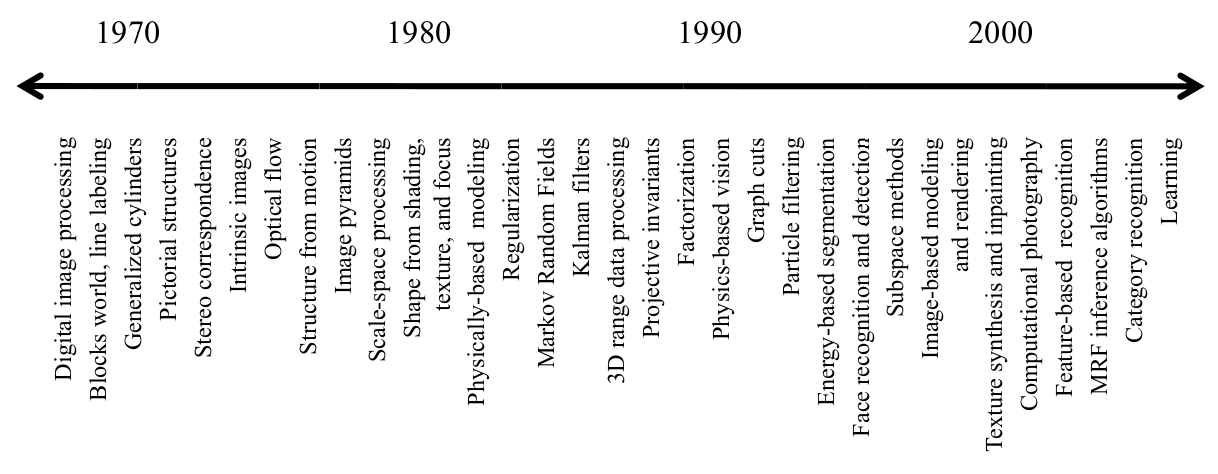 1970
1980
1990
2000
Digital image processing
Blocks world, line labeling
Generalized cylinders
Pictorial structures
Stereo correspondence
Intrinsic images
Optical flow
Structure from motion
Image pyramids
Scale-space processing
Shape from shading,
texture, and focus
Physically-based modeling
Regularization
Markov Random Fields
Kalman filters
3D range data processing
Projective invariants
Factorization
Physics-based vision
Graph cuts
Particle filtering
Energy-based segmentation
Face recognition and detection
Subspace methods
Image-based modeling
and rendering
Texture synthesis and inpainting
Computational photography
Feature-based recognition
MRF inference algorithms
Category recognition
Learning